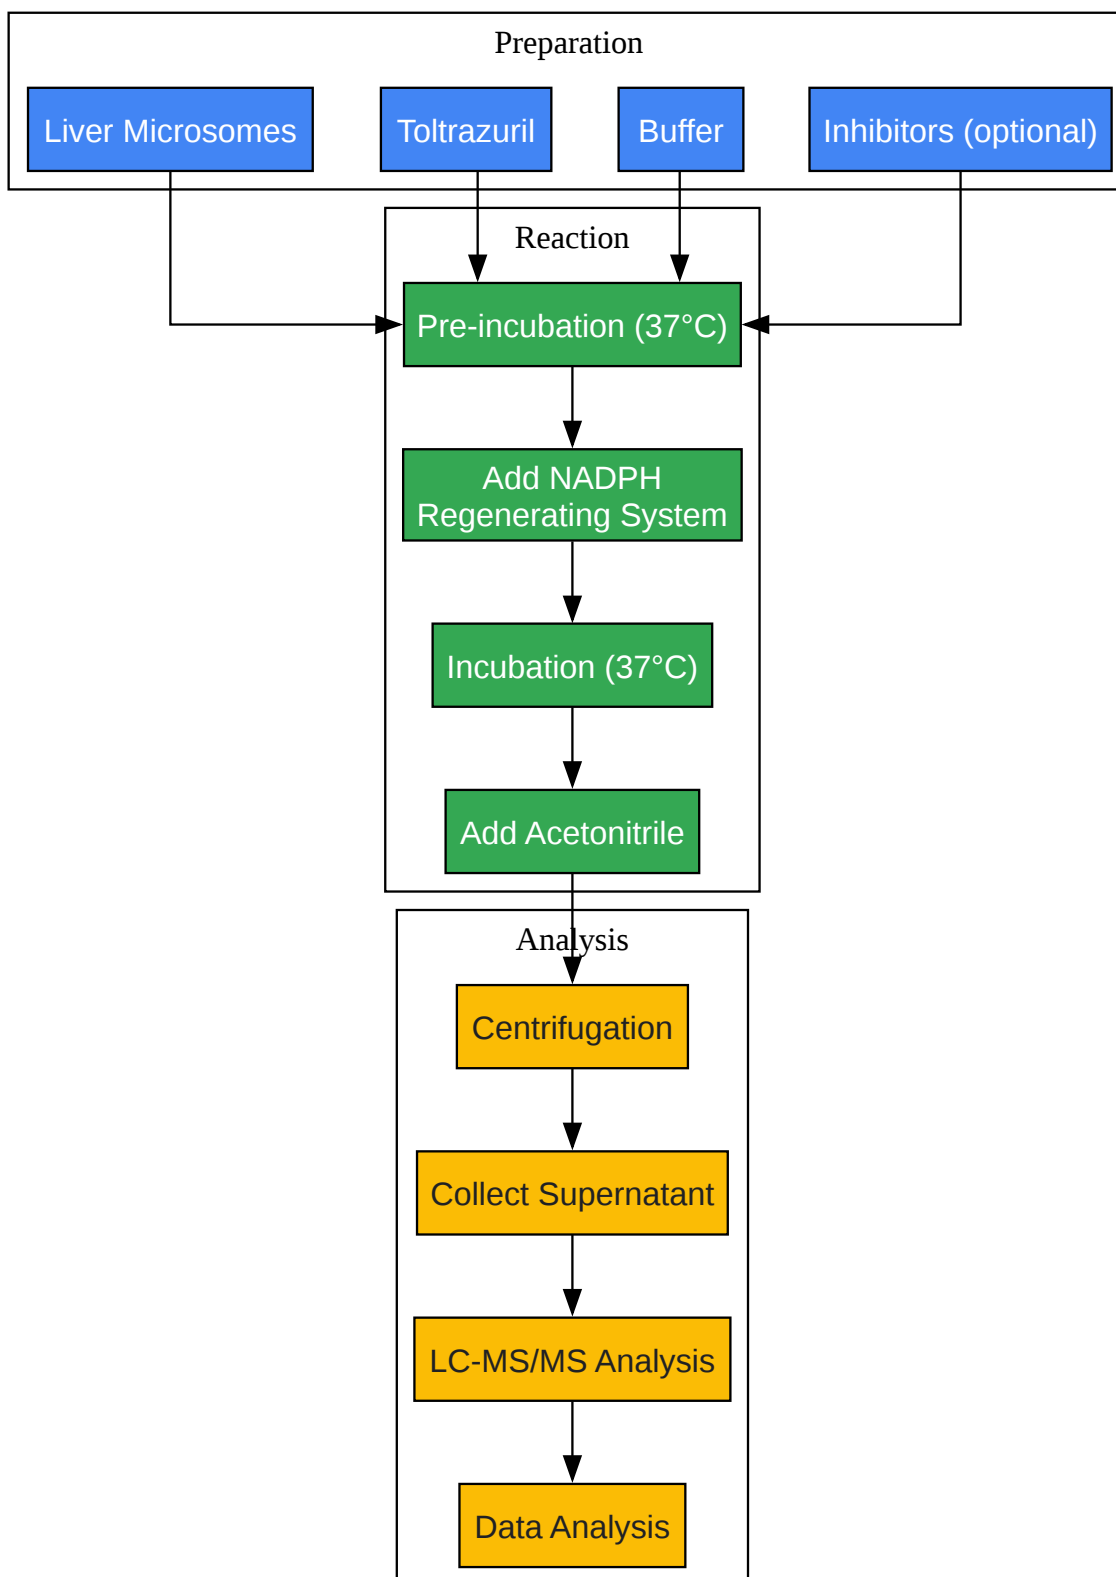 Preparation
Liver Microsomes
Toltrazuril
Buffer
Inhibitors (optional)
Reaction
Pre-incubation (37°C)
Add NADPH
Regenerating System
Incubation (37°C)
Add Acetonitrile
Analysis
Centrifugation
Collect Supernatant
LC-MS/MS Analysis
Data Analysis